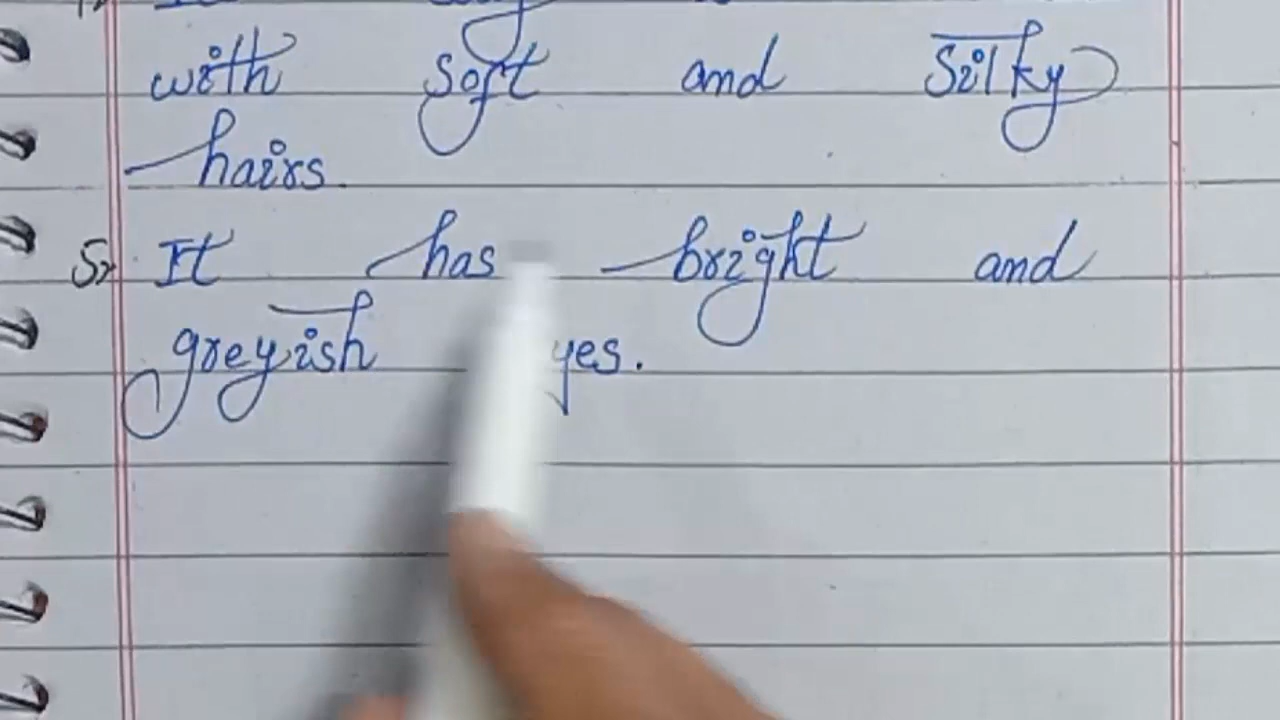 with soft and Silky
hairs.
5, It has bright and
greyish yes.